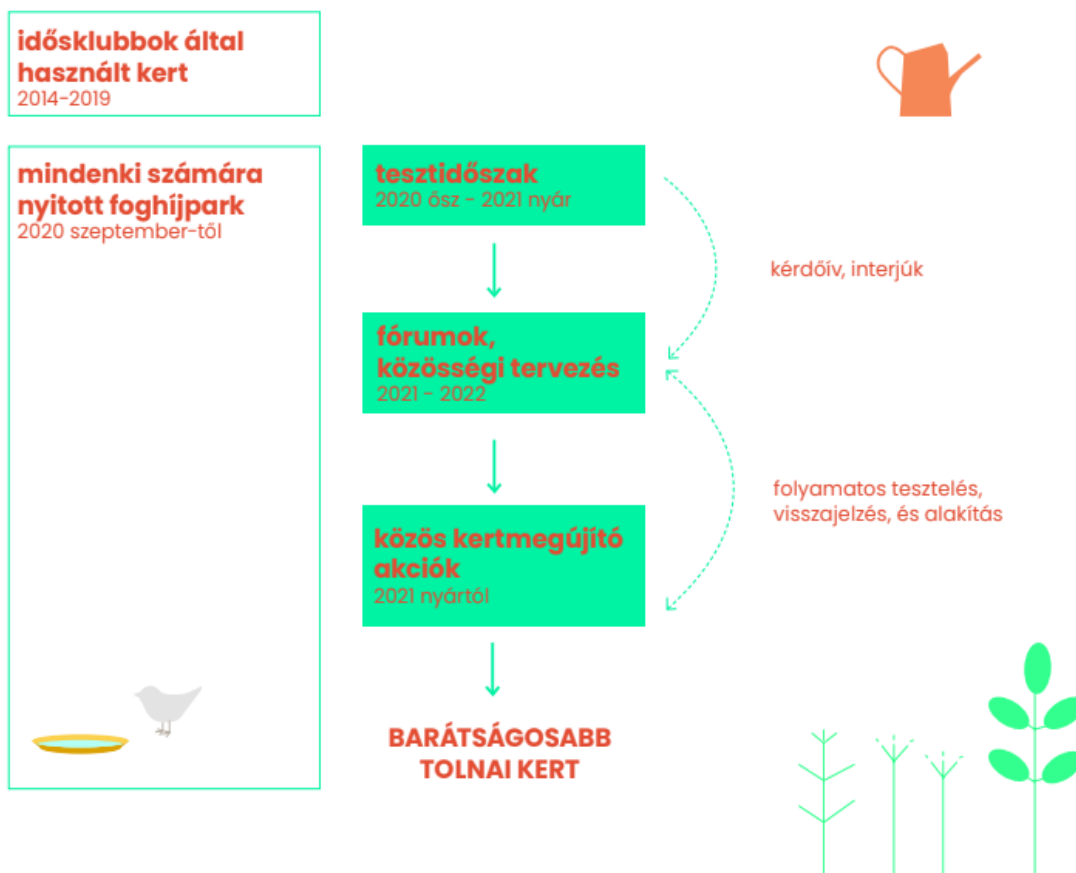 idősklubbok által
használt kert
2014-2019
mindenki számára
nyitott foghíjpark
2020 szeptember-től
tesztidőszak
2020 ősz - 2021 nyár
kérdőív, interjúk
fórumok,
közösségi tervezés
2021 - 2022
folyamatos tesztelés,
visszajelzés, és alakítás
közös kertmegújító
akciók
2021 nyártól
BARÁTSÁGOSABB
TOLNAI KERT